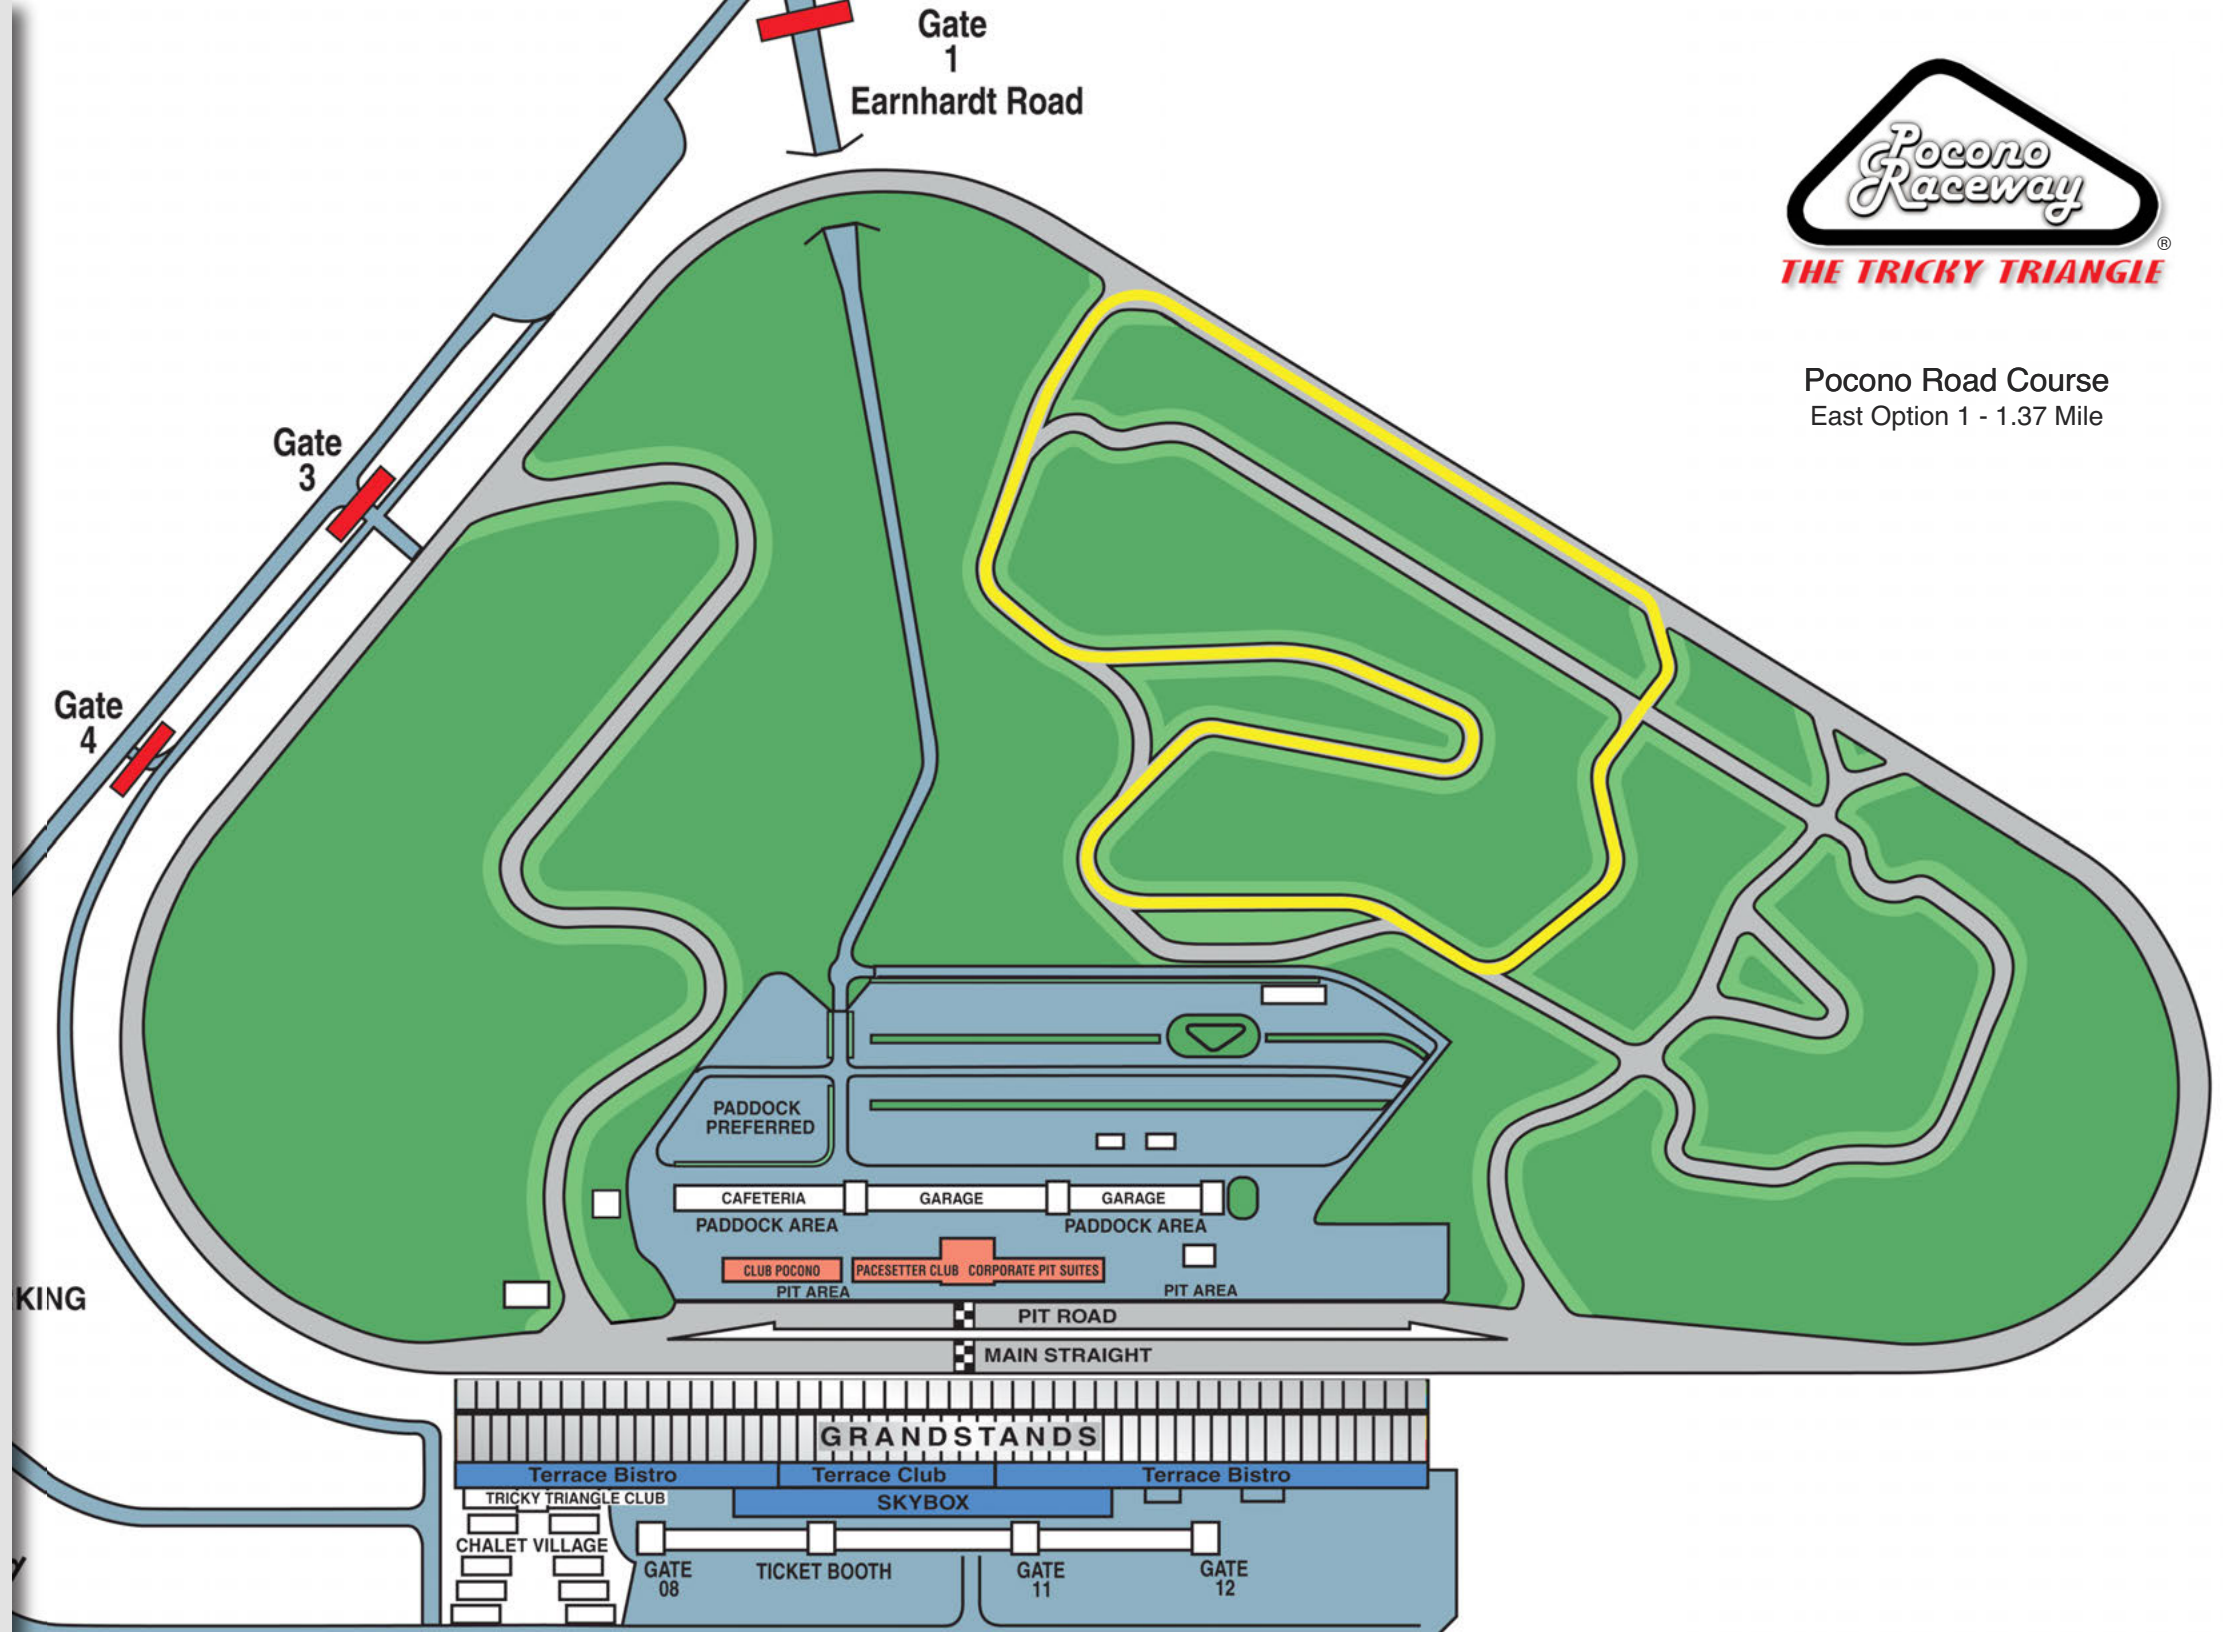 Gate
1
Earnhardt Road
Pocono
Raceway
®
THE TRICKY TRIANGLE
Pocono Road Course
East Option 1 - 1.37 Mile
Gate
3
Gate
4
PADDOCK
PREFERRED
CAFETERIA
GARAGE
GARAGE
PADDOCK AREA
PADDOCK AREA
CLUB POCONO
PACESETTER CLUB CORPORATE PIT SUITES
PIT AREA
PIT AREA
KING
PIT ROAD
MAIN STRAIGHT
GRANDSTANDS
Terrace Bistro
Terrace Club
Terrace Bistro
TRICKY TRIANGLE CLUB
SKYBOX
CHALET VILLAGE
GATE
08
TICKET BOOTH
GATE
11
GATE
12